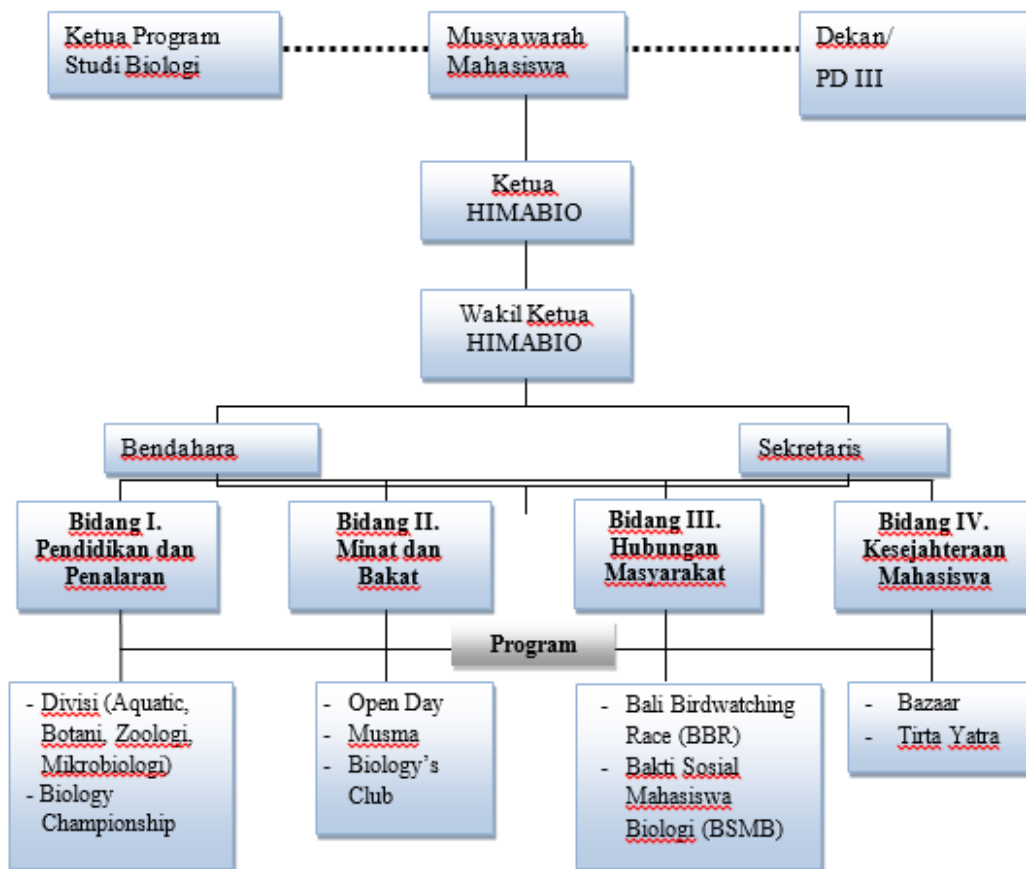 Ketua Program
Studi Biologi
Musyawarah
Mahasiswa
Dekan/
PD III
Ketua
HIMABIO
Wakil Ketua
HIMABIO
Bendahara
Sekretaris
Bidang I.
Pendidikan dan
Penalaran
Bidang II.
Minat dan
Bakat
Bidang III.
Hubungan
Masyarakat
Bidang IV.
Kesejahteraan
Mahasiswa
Program
- Divisi (Aquatic,
Botani, Zoologi,
Mikrobiologi)
- Biology
Championship
- Open Day
- Musma
- Biology's
Club
- Bali Birdwatching
Race (BBR)
- Bakti Sosial
Mahasiswa
Biologi (BSMB)
- Bazaar
- Tirta Yatra